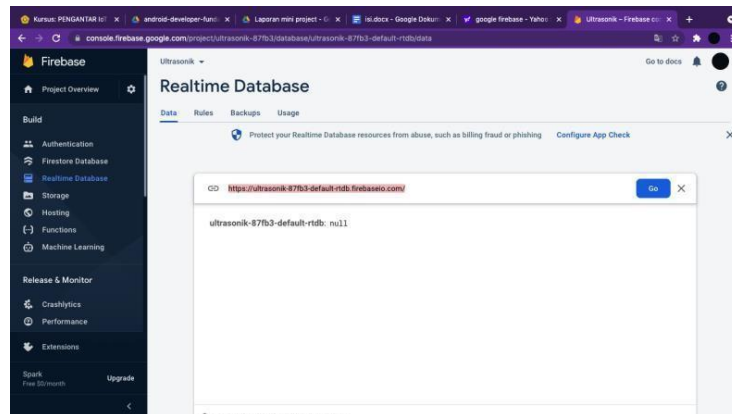 Kursus: PENGANTAR IoT
android-developer-fund
Laporan mini project - G
isi.docx - Google Dokum
google firebase - Yaho
Ultrasonik – Firebase co
console.firebase.google.com/project/ultrasonik-87fb3/database/ultrasonik-87fb3-default-rtdb/data
Firebase
Ultrasonik
Go to docs
Project Overview
Realtime Database
Data Rules Backups Usage
Build
Protect your Realtime Database resources from abuse, such as billing fraud or phishing Configure App Check
Authentication
Firestore Database
Realtime Database
Storage
Hosting
Functions
Machine Learning
https://ultrasonik-87fb3-default-rtdb.firebaseio.com/
Go
ultrasonik-87fb3-default-rtdb: null
Release & Monitor
Crashlytics
Performance
Extensions
Spark
Free $0/month
Upgrade